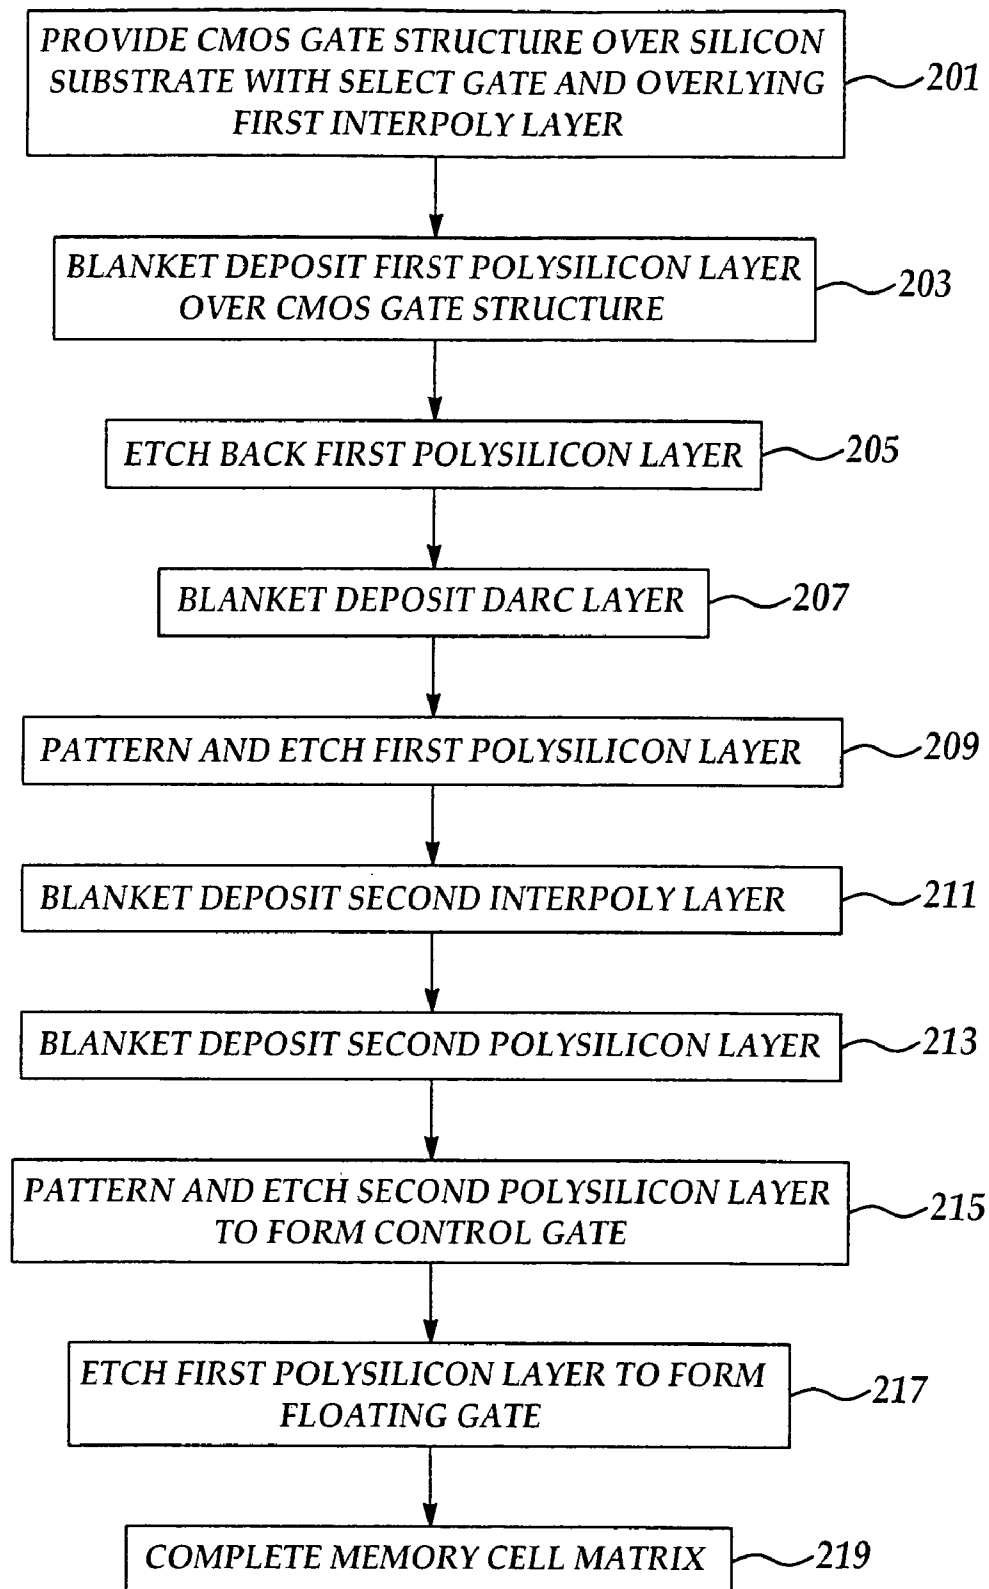 PROVIDE CMOS GATE STRUCTURE OVER SILICON
SUBSTRATE WITH SELECT GATE AND OVERLYING
FIRST INTERPOLY LAYER
201
BLANKET DEPOSIT FIRST POLYSILICON LAYER
OVER CMOS GATE STRUCTURE
203
ETCH BACK FIRST POLYSILICON LAYER
205
BLANKET DEPOSIT DARC LAYER
207
PATTERN AND ETCH FIRST POLYSILICON LAYER
209
BLANKET DEPOSIT SECOND INTERPOLY LAYER
211
BLANKET DEPOSIT SECOND POLYSILICON LAYER
213
PATTERN AND ETCH SECOND POLYSILICON LAYER
TO FORM CONTROL GATE
215
ETCH FIRST POLYSILICON LAYER TO FORM
FLOATING GATE
217
COMPLETE MEMORY CELL MATRIX
219